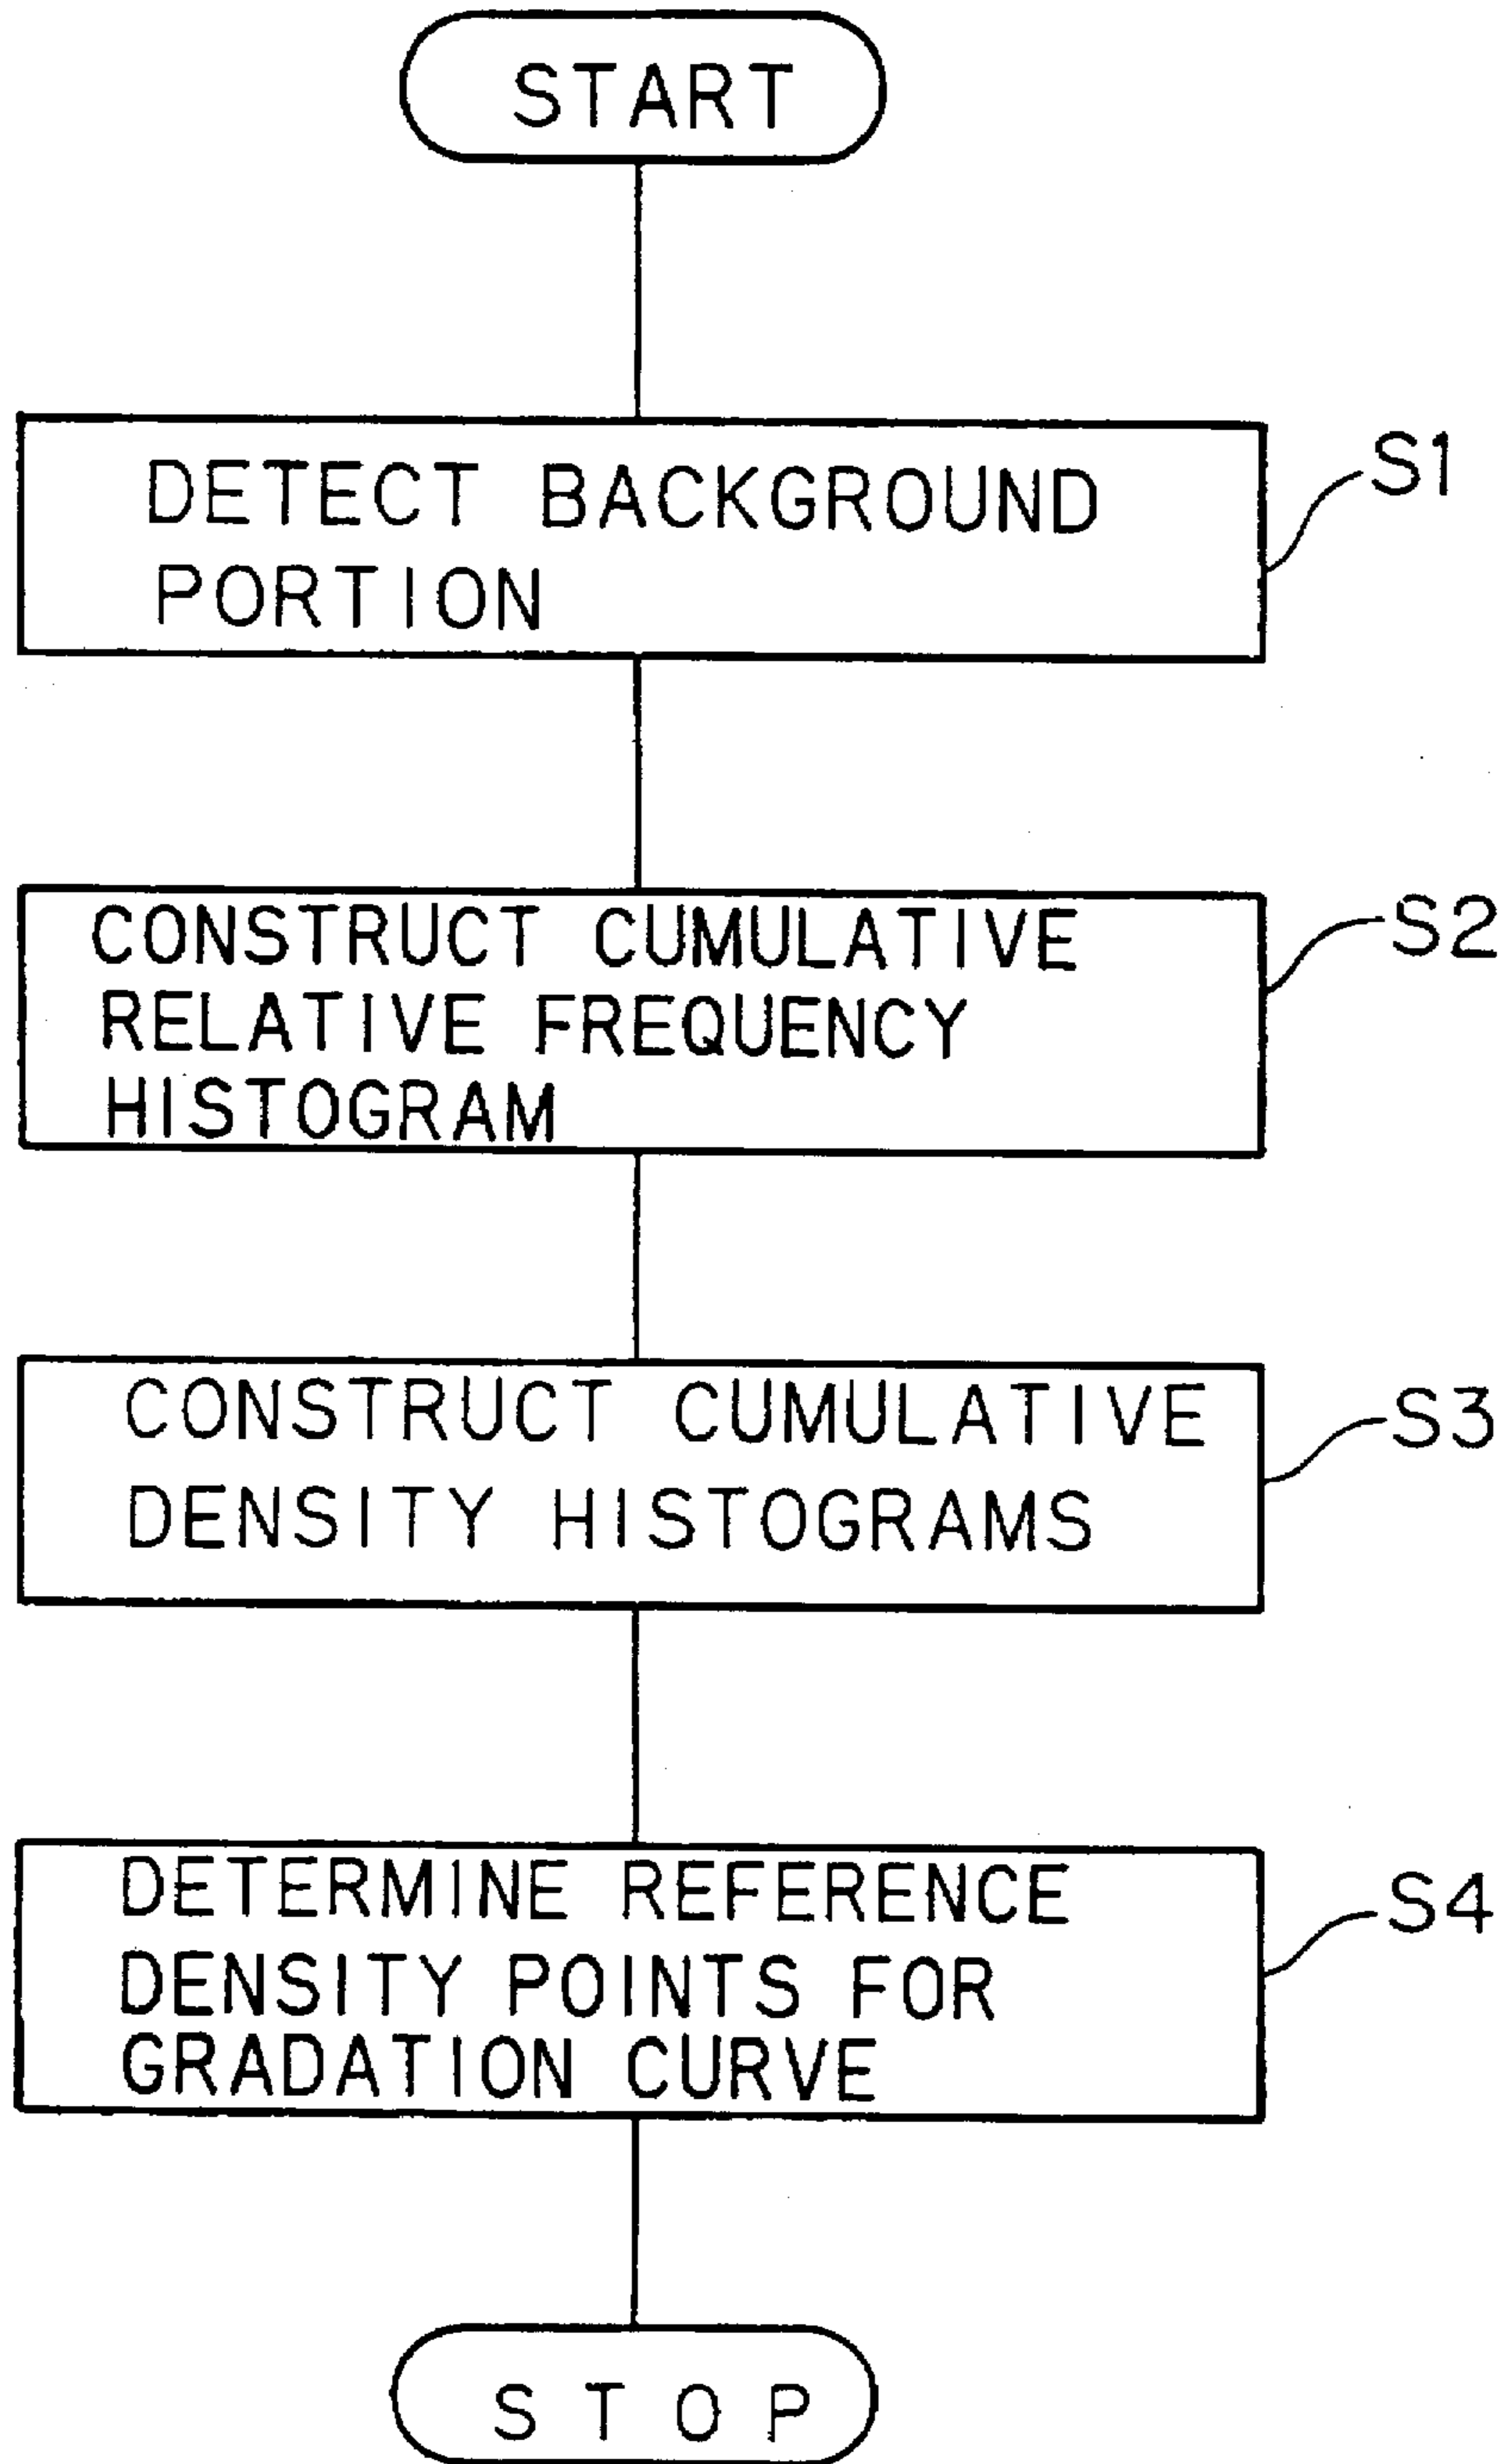 START
DETECT BACKGROUND
PORTION
S1
CONSTRUCT CUMULATIVE
RELATIVE FREQUENCY
HISTOGRAM
S2
CONSTRUCT CUMULATIVE
DENSITY HISTOGRAMS
S3
DETERMINE REFERENCE
DENSITY POINTS FOR
GRADATION CURVE
S4
STOP